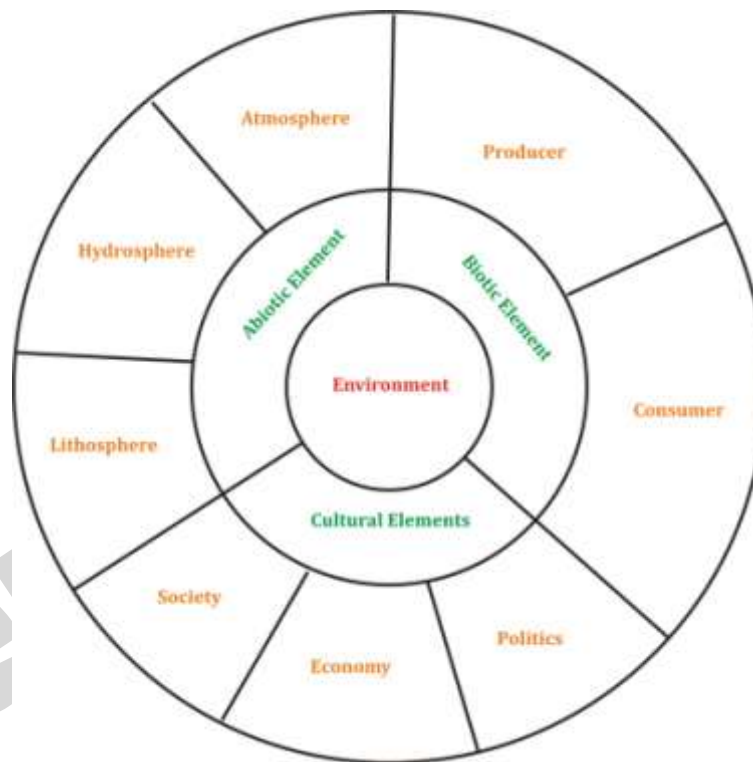 Atmosphere
Producer
Hydrosphere
Abiotic Element
Biotic Element
Environment
Consumer
Lithosphere
Cultural Elements
Society
Economy
Politics